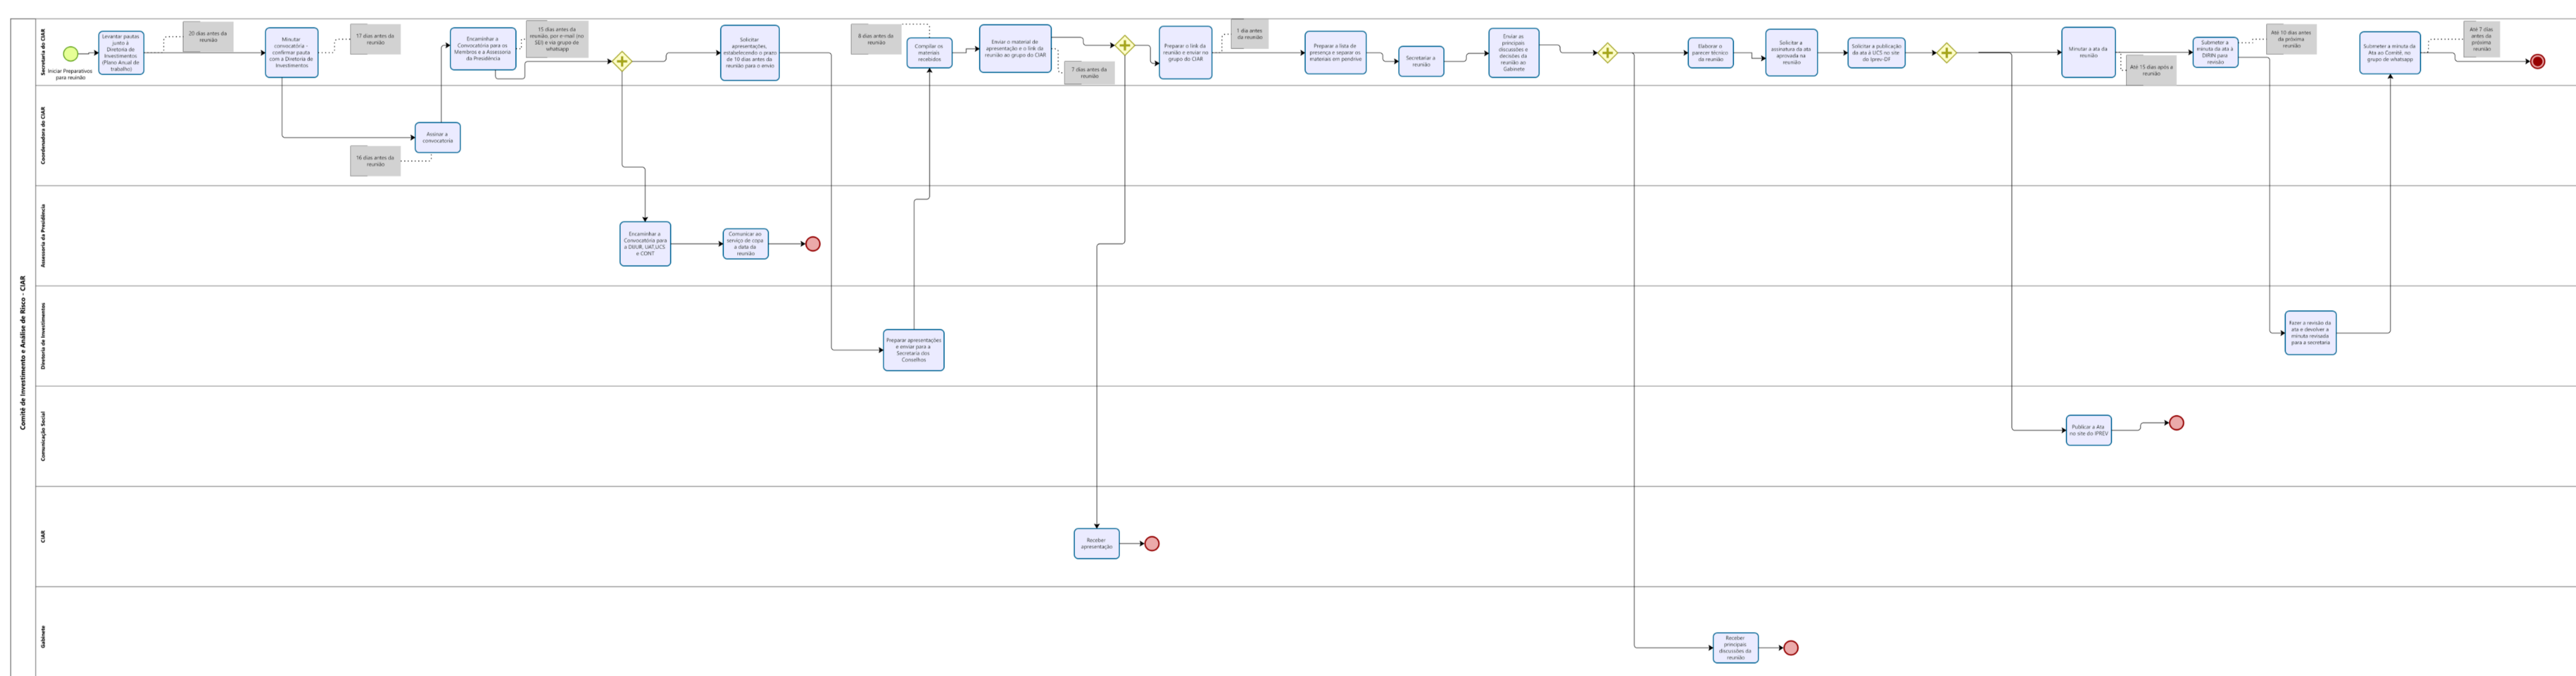 Comitê de Investimento e Análise de Risco - CIAR
Secretaria do CIAR
Iniciar Preparativos
para reunião
Levantar pautas
junto à
Diretoria de
Investimentos
(Plano Anual de
trabalho)
20 dias antes da
reunião
Minutar
convocatória -
confirmar pauta
com a Diretoria de
Investimentos
17 dias antes da
reunião
Encaminhar a
Convocatória para os
Membros e a Assessoria
da Presidência
15 dias antes da
reunião, por e-mail (no
SEI) e via grupo de
whatsapp
Solicitar
apresentações,
estabelecendo o prazo
de 10 dias antes da
reunião para o envio
8 dias antes da
reunião
Compilar os
materiais
recebidos
Enviar o material de
apresentação e o link da
reunião ao grupo do CIAR
7 dias antes da
reunião
Preparar o link da
reunião e enviar no
grupo do CIAR
1 dia antes
da reunião
Preparar a lista de
presença e separar os
materiais em pendrive
Secretariar a
reunião
Enviar as
principais
discussões e
decisões da
reunião ao
Gabinete
Elaborar o
parecer técnico
da reunião
Solicitar a
assinatura da ata
aprovada na
reunião
Solicitar a publicação
da ata à UCS no site
do Iprev-DF
Minutar a ata da
reunião
Até 15 dias após a
reunião
Submeter a
minuta da ata à
DIRIN para
revisão
Até 10 dias antes
da próxima
reunião
Submeter a minuta da
Ata ao Comitê, no
grupo de whatsapp
Até 7 dias
antes da
próxima
reunião
Coordenadora do CIAR
Assinar a
convocatória
16 dias antes da
reunião
Assessoria da Presidência
Encaminhar a
Convocatória para
a DIJUR, UAT,UCS
e CONT
Comunicar ao
serviço de copa
a data da
reunião
Diretoria de Investimentos
Preparar apresentações
e enviar para a
Secretaria dos
Conselhos
Fazer a revisão da
ata e devolver a
minuta revisada
para a secretaria
Comunicação Social
Publicar a Ata
no site do IPREV
CIAR
Receber
apresentação
Gabinete
Receber
principais
discussões da
reunião